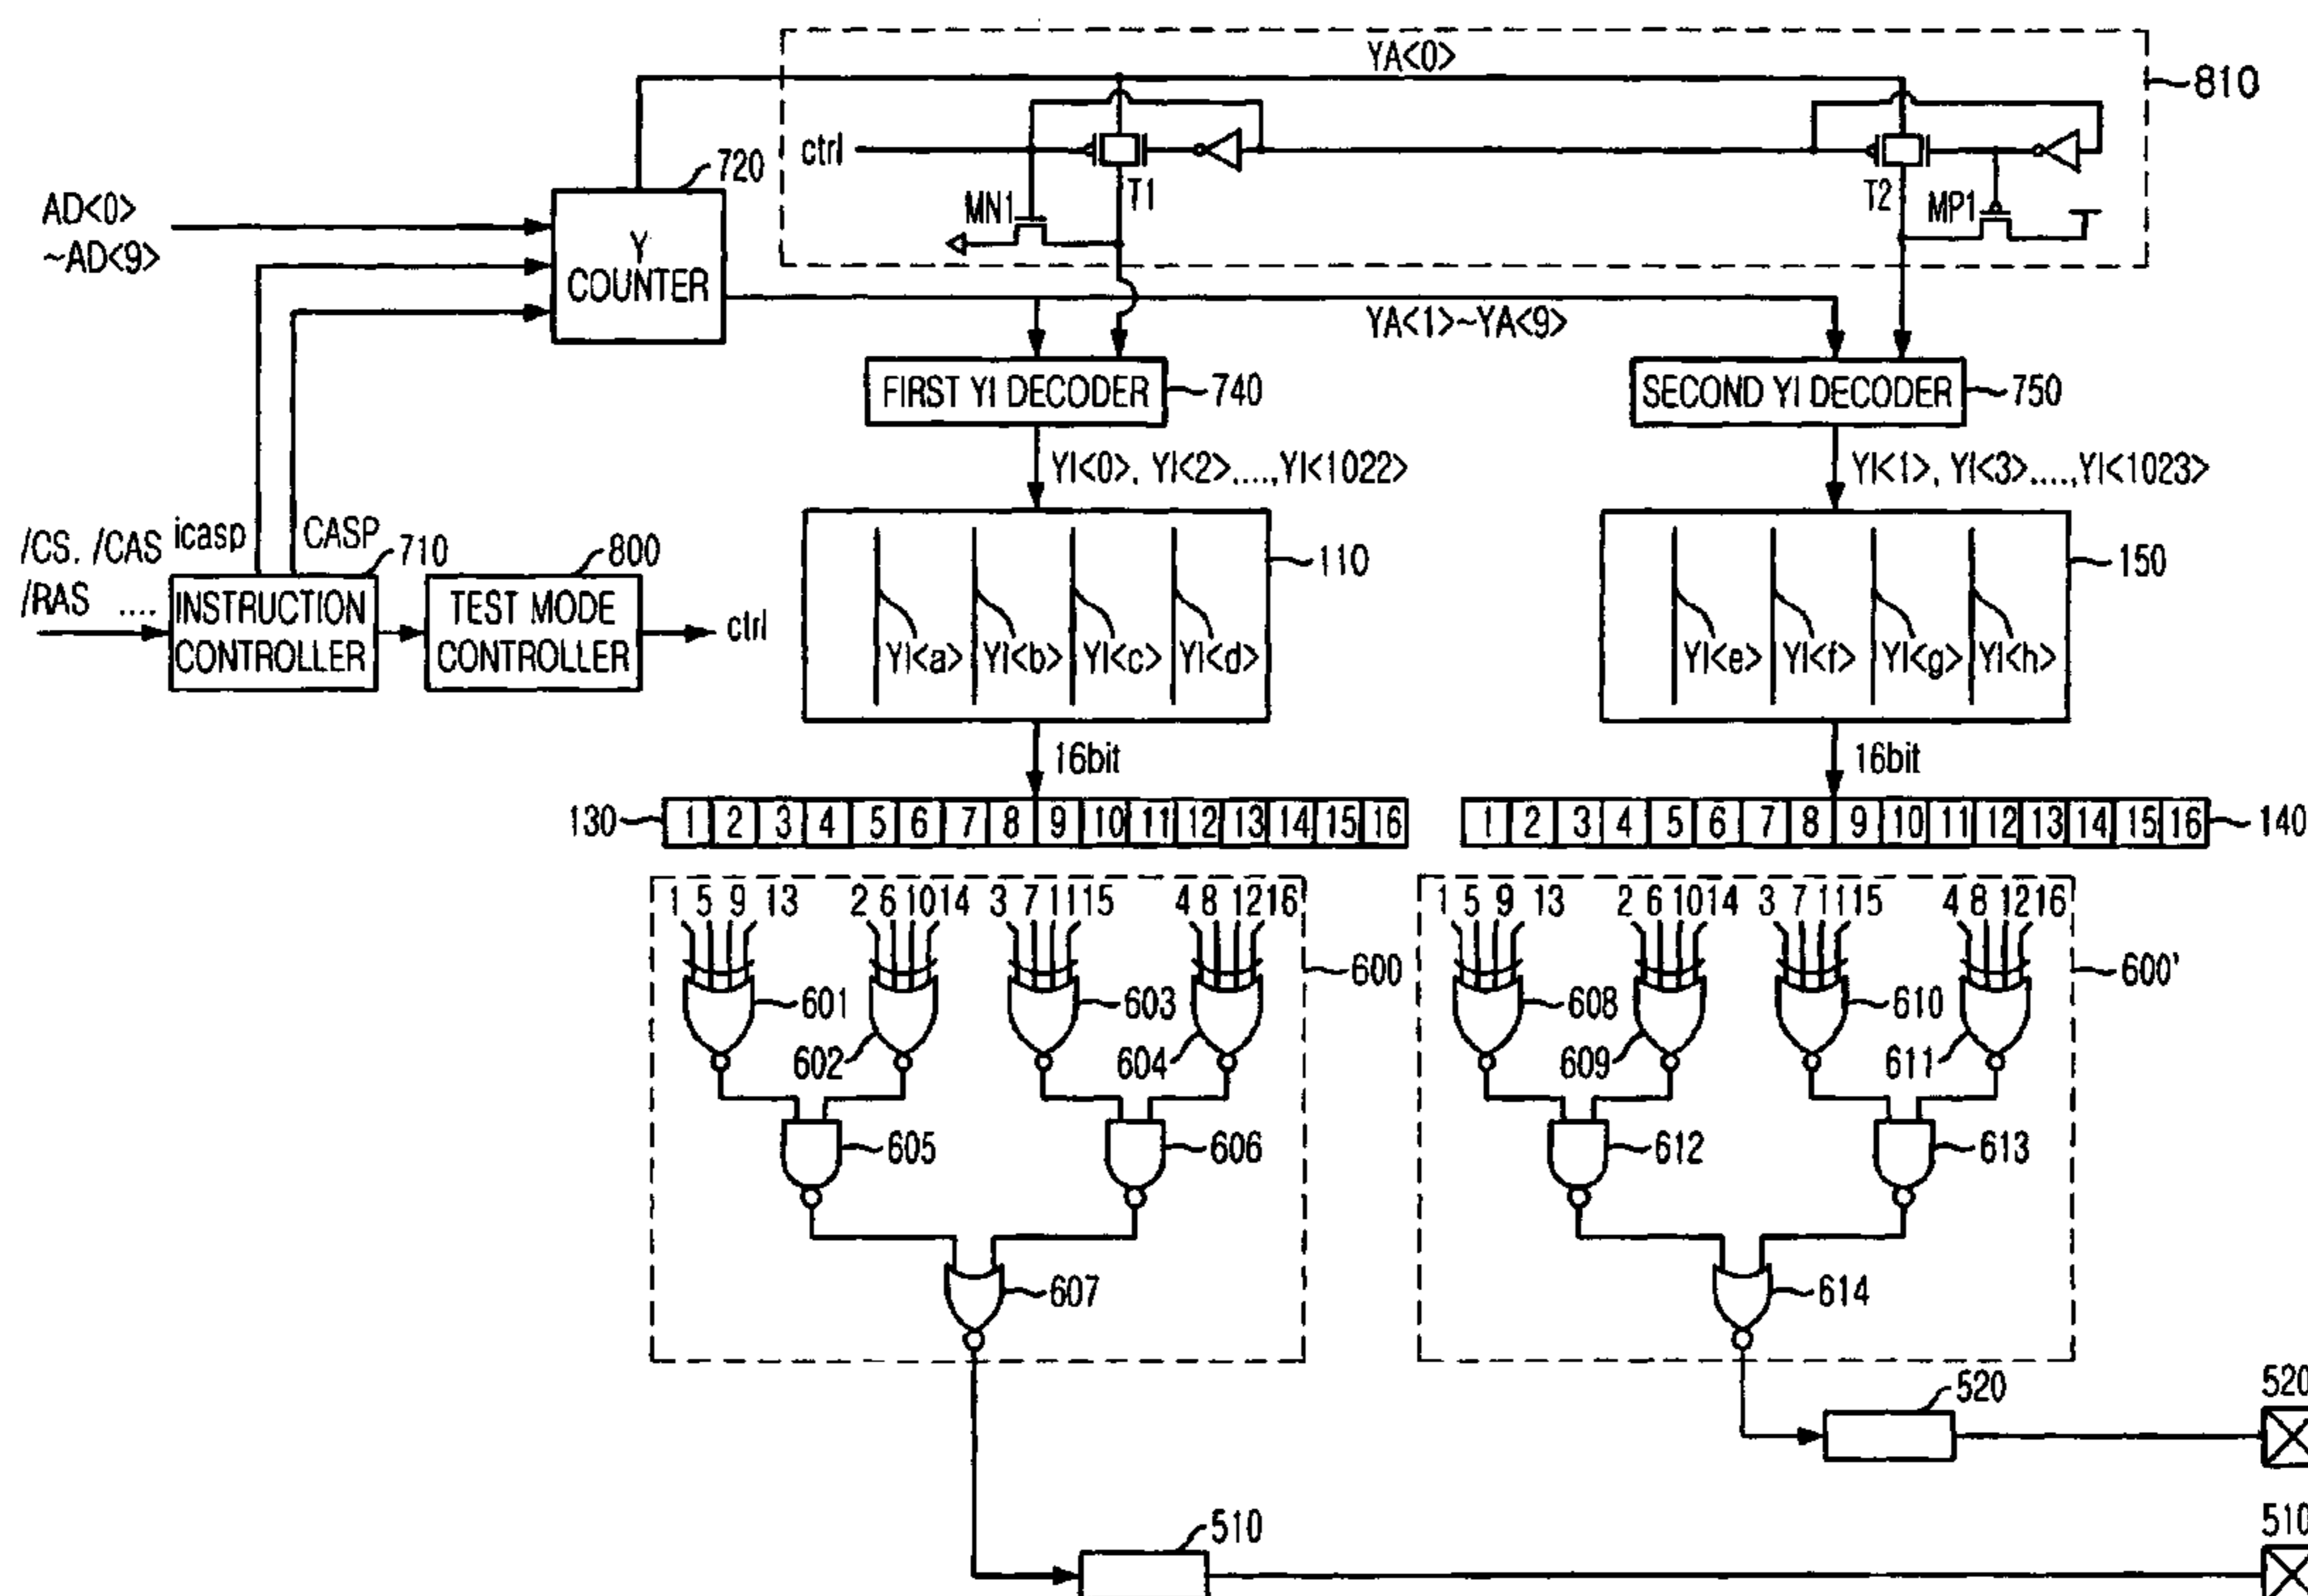 YA<0>
810
ctrl
T1
T2
MN1
MP1
720
AD<0>
~AD<9>
Y
COUNTER
YA<1>~YA<9>
FIRST YI DECODER
740
SECOND YI DECODER
750
YI<0>, YI<2>....,YI<1022>
YI<1>, YI<3>....,YI<1023>
/CS. /CAS
/RAS ....
icasp
CASP
710
800
INSTRUCTION
CONTROLLER
TEST MODE
CONTROLLER
ctrl
YI<a> YI<b> YI<c> YI<d>
110
YI<e> YI<f> YI<g> YI<h>
150
16bit
16bit
130
1 2 3 4 5 6 7 8 9 10 11 12 13 14 15 16
1 2 3 4 5 6 7 8 9 10 11 12 13 14 15 16
140
1 5 9 13 2 6 10 14 3 7 11 15 4 8 12 16
1 5 9 13 2 6 10 14 3 7 11 15 4 8 12 16
600
600'
601
602
603
604
608
609
610
611
605
606
612
613
607
614
520
520
510
510